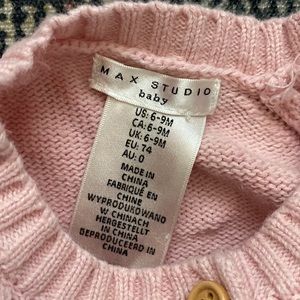 MAX STUDIO
baby
US: 6-9M
CA: 6-9M
UK: 6-9M
EU: 74
AU: 0
MADE IN
CHINA
FABRIQUÉ EN
CHINE
WYPRODUKOWANO
W CHINACH
HERGESTELLT
IN CHINA
GEPRODUCEERD IN
CHINA